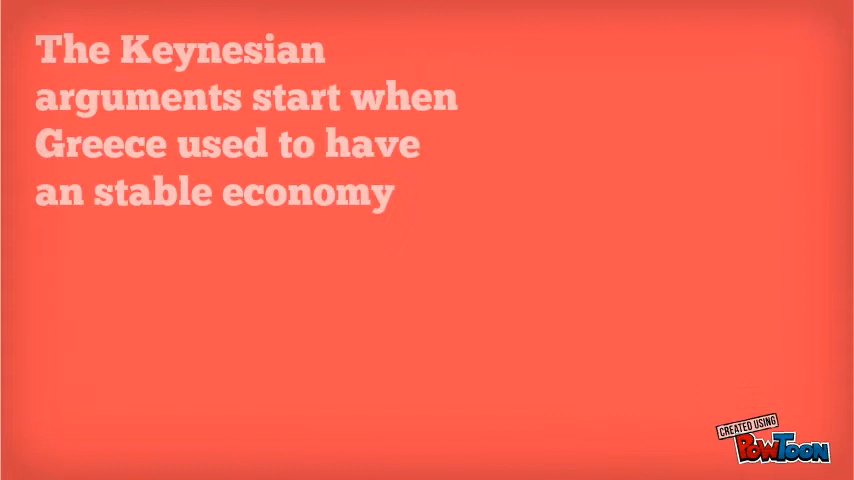 The Keynesian
arguments start when
Greece used to have
an stable economy
CREATED USING
POWTOON